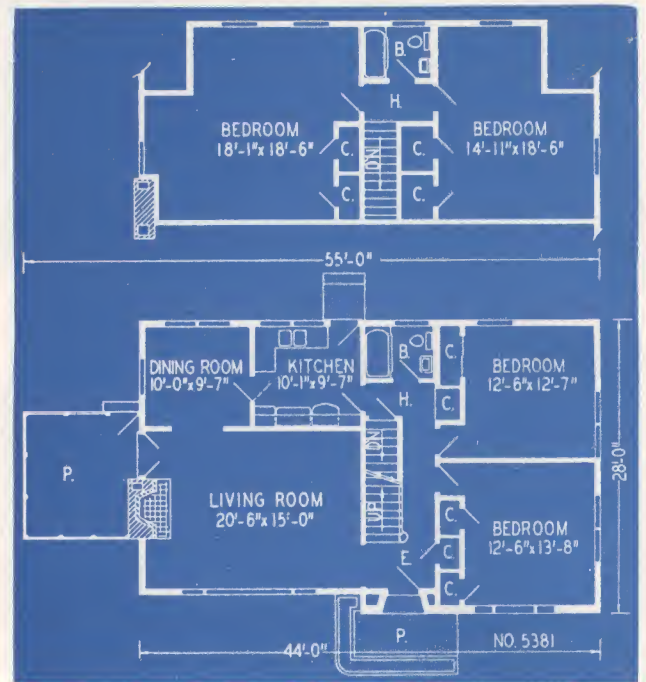 B.
H.
BEDROOM
18'-1" x 18'-6"
BEDROOM
14'-11" x 18'-6"
C.
DN
C.
C.
C.
55'-0"
DINING ROOM
10'-0" x 9'-7"
KITCHEN
10'-1" x 9'-7"
B.
C.
BEDROOM
12'-6" x 12'-7"
H.
C.
P.
UP
DN
28'-0"
LIVING ROOM
20'-6" x 15'-0"
C.
BEDROOM
12'-6" x 13'-8"
E.
C.
C.
P.
NO. 5381
44'-0"